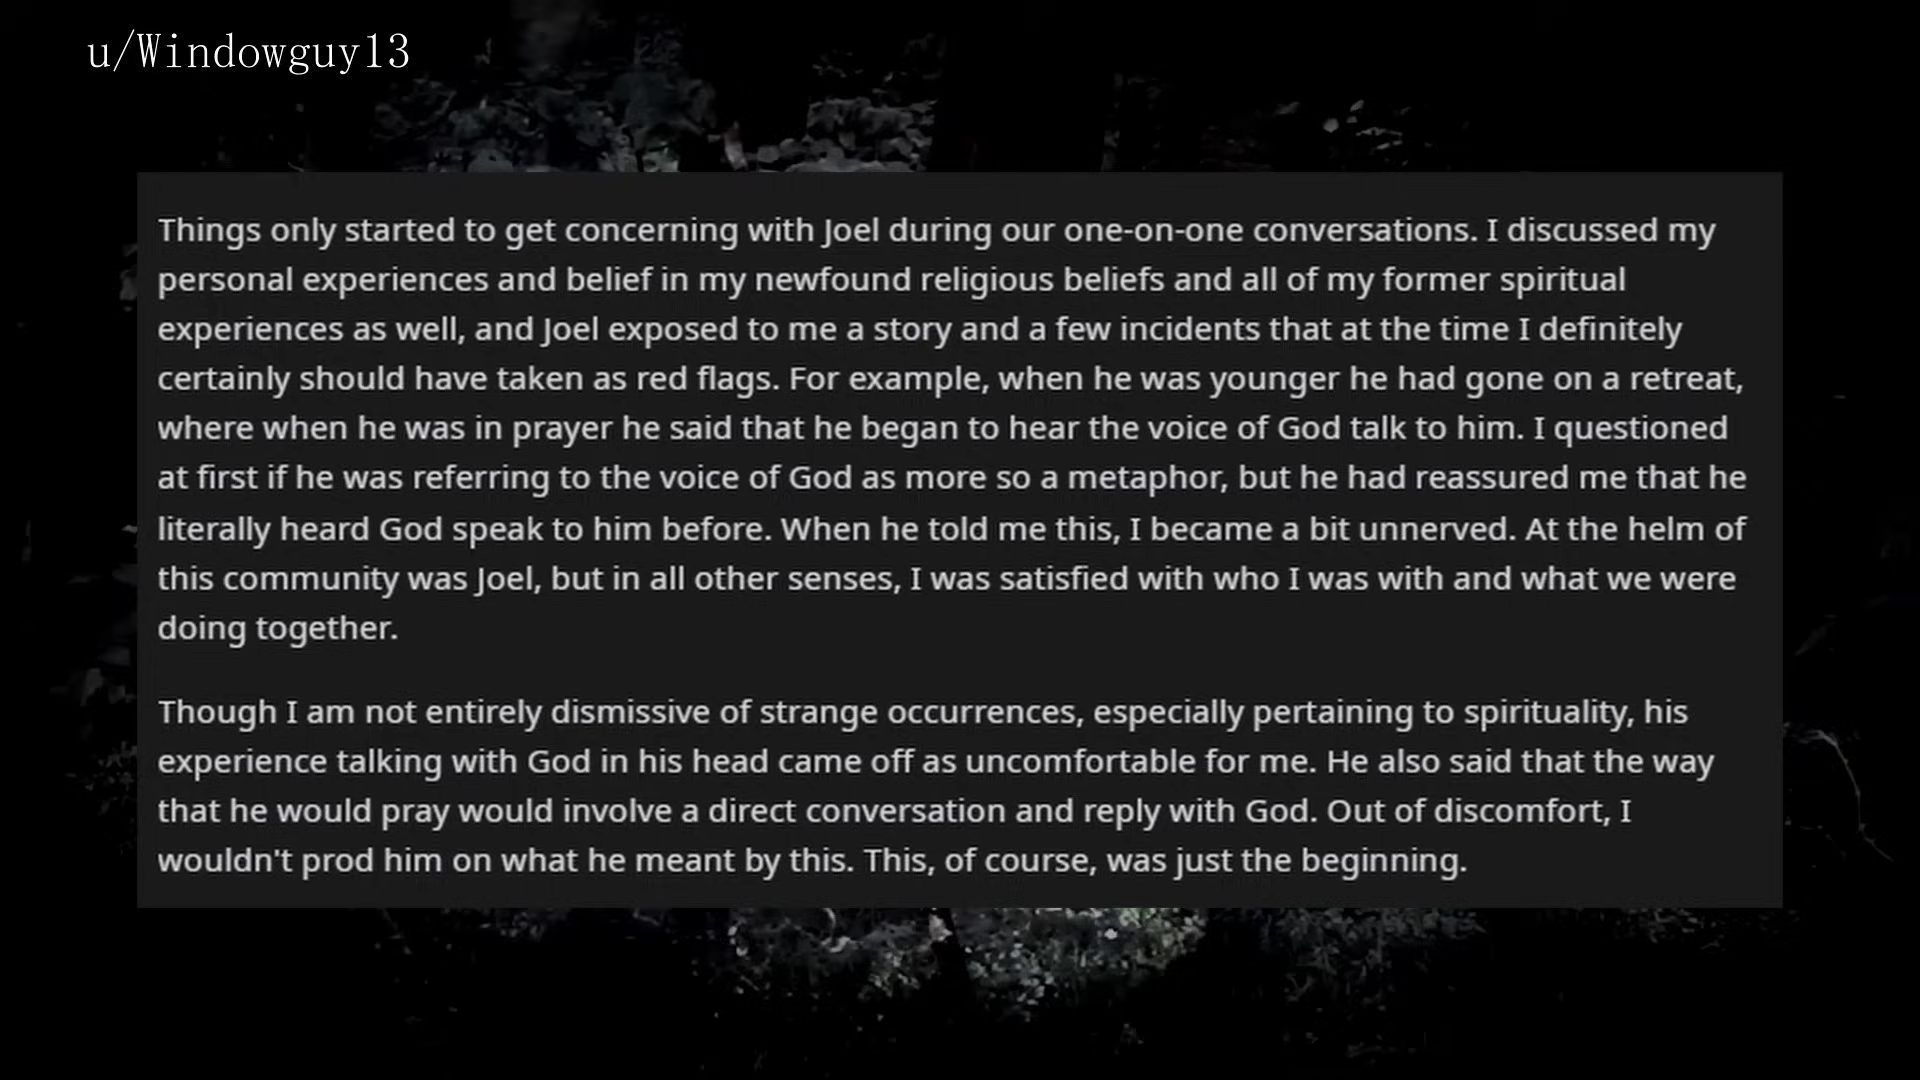 u/Windowguy13
Things only started to get concerning with Joel during our one-on-one conversations. I discussed my
personal experiences and belief in my newfound religious beliefs and all of my former spiritual
experiences as well, and Joel exposed to me a story and a few incidents that at the time I definitely
certainly should have taken as red flags. For example, when he was younger he had gone on a retreat,
where when he was in prayer he said that he began to hear the voice of God talk to him. I questioned
at first if he was referring to the voice of God as more so a metaphor, but he had reassured me that he
literally heard God speak to him before. When he told me this, I became a bit unnerved. At the helm of
this community was Joel, but in all other senses, I was satisfied with who I was with and what we were
doing together.
Though I am not entirely dismissive of strange occurrences, especially pertaining to spirituality, his
experience talking with God in his head came off as uncomfortable for me. He also said that the way
that he would pray would involve a direct conversation and reply with God. Out of discomfort, I
wouldn't prod him on what he meant by this. This, of course, was just the beginning.